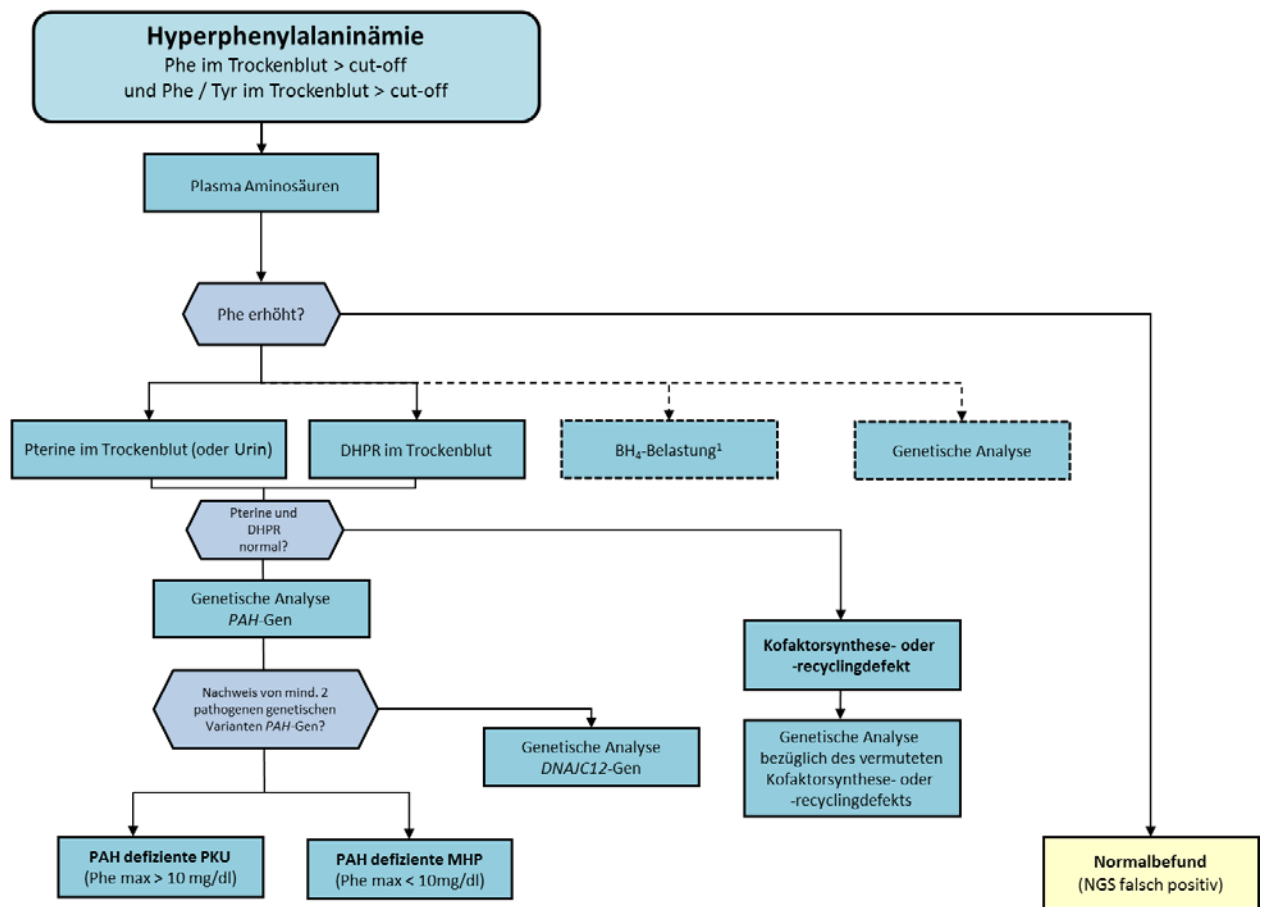 Hyperphenylalaninämie
Phe im Trockenblut > cut-off
und Phe / Tyr im Trockenblut > cut-off
Plasma Aminosäuren
Phe erhöht?
Pterine im Trockenblut (oder Urin)
DHPR im Trockenblut
BH₄-Belastung¹
Genetische Analyse
Pterine und
DHPR
normal?
Genetische Analyse
PAH-Gen
Kofaktorsynthese- oder
-recyclingdefekt
Nachweis von mind. 2
pathogenen genetischen
Varianten PAH-Gen?
Genetische Analyse
DNAJC12-Gen
Genetische Analyse
bezüglich des vermuteten
Kofaktorsynthese- oder
-recyclingdefekts
PAH defiziente PKU
(Phe max > 10 mg/dl)
PAH defiziente MHP
(Phe max < 10mg/dl)
Normalbefund
(NGS falsch positiv)